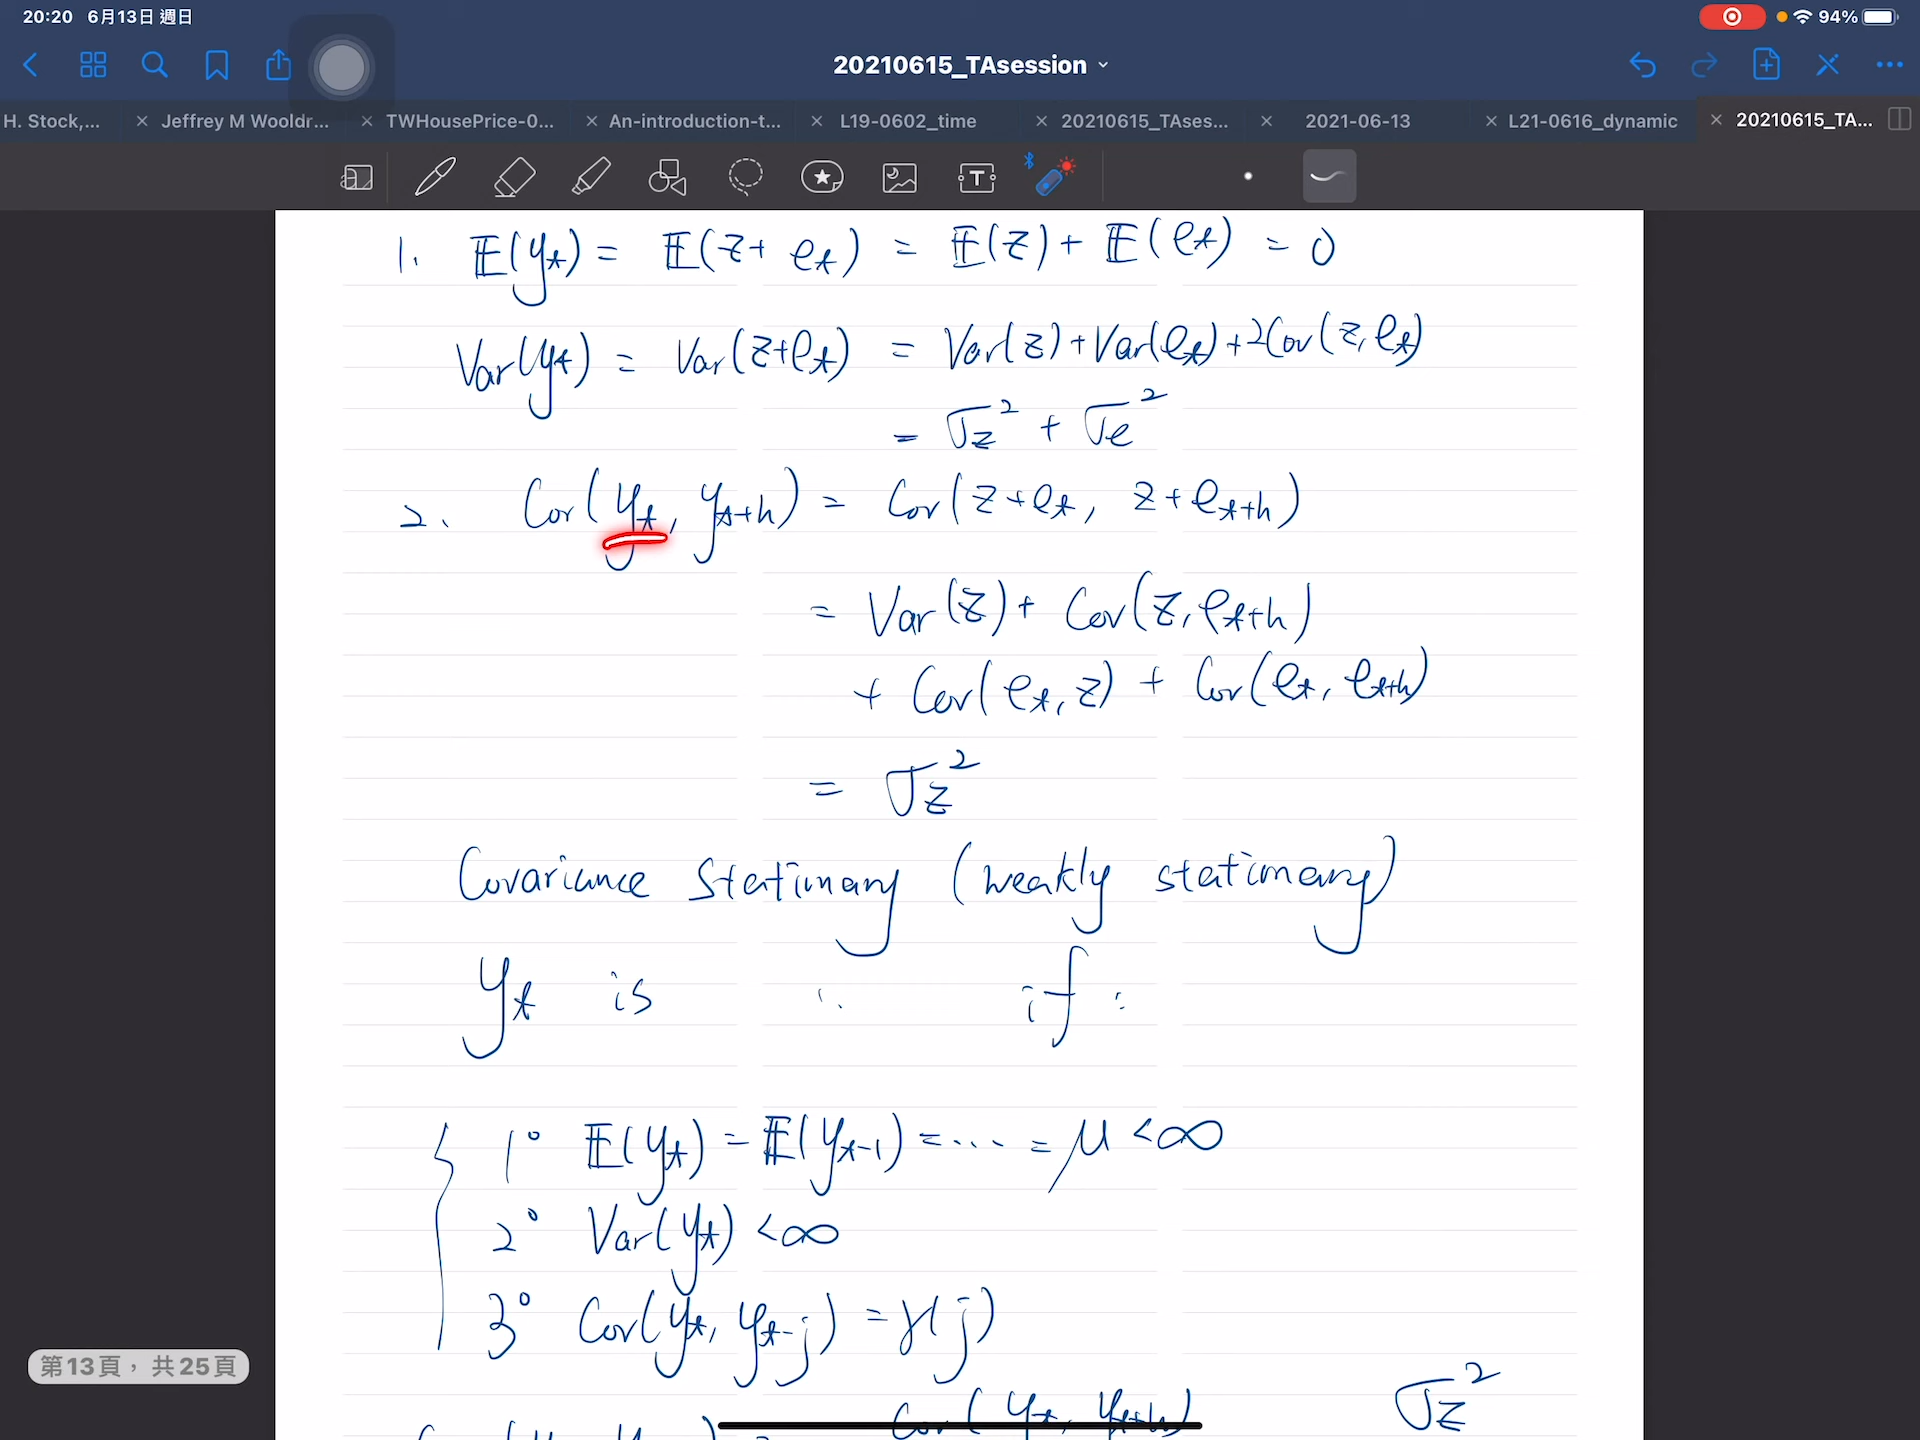 20:20 6月13日 週日
94%
20210615_TAsession
H. Stock,...
Jeffrey M Wooldr...
TWHousePrice-0...
An-introduction-t...
L19-0602_time
20210615_TAses...
2021-06-13
L21-0616_dynamic
20210615_TA...
1. 𝔼(yt) = 𝔼(z+ et) = 𝔼(z) + 𝔼(et) = 0
Var(yt) = Var(z+et) = Var(z)+Var(et)+2Cov(z,et)
= σz² + σe²
2. Cov(yt, yt+h) = Cov(z+et, z+et+h)
= Var(z) + Cov(z, et+h)
+ Cov(et, z) + Cov(et, et+h)
= σz²
Covariance Stationary (weakly stationary)
yt is if :
1° 𝔼(yt) = 𝔼(yt-1) = ... = μ < ∞
2° Var(yt) < ∞
3° Cov(yt, yt-j) = γ(j)
第13頁,共25頁
Cov(yt, yt+h) σz²